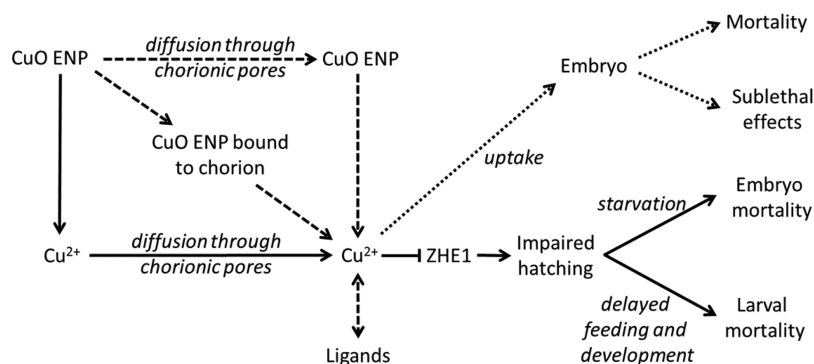 Mortality
CuO ENP
diffusion through
chorionic pores
CuO ENP
Embryo
Sublethal
effects
CuO ENP bound
to chorion
uptake
Embryo
mortality
starvation
Cu2+
diffusion through
chorionic pores
Cu2+
ZHE1
Impaired
hatching
delayed
feeding and
development
Larval
mortality
Ligands